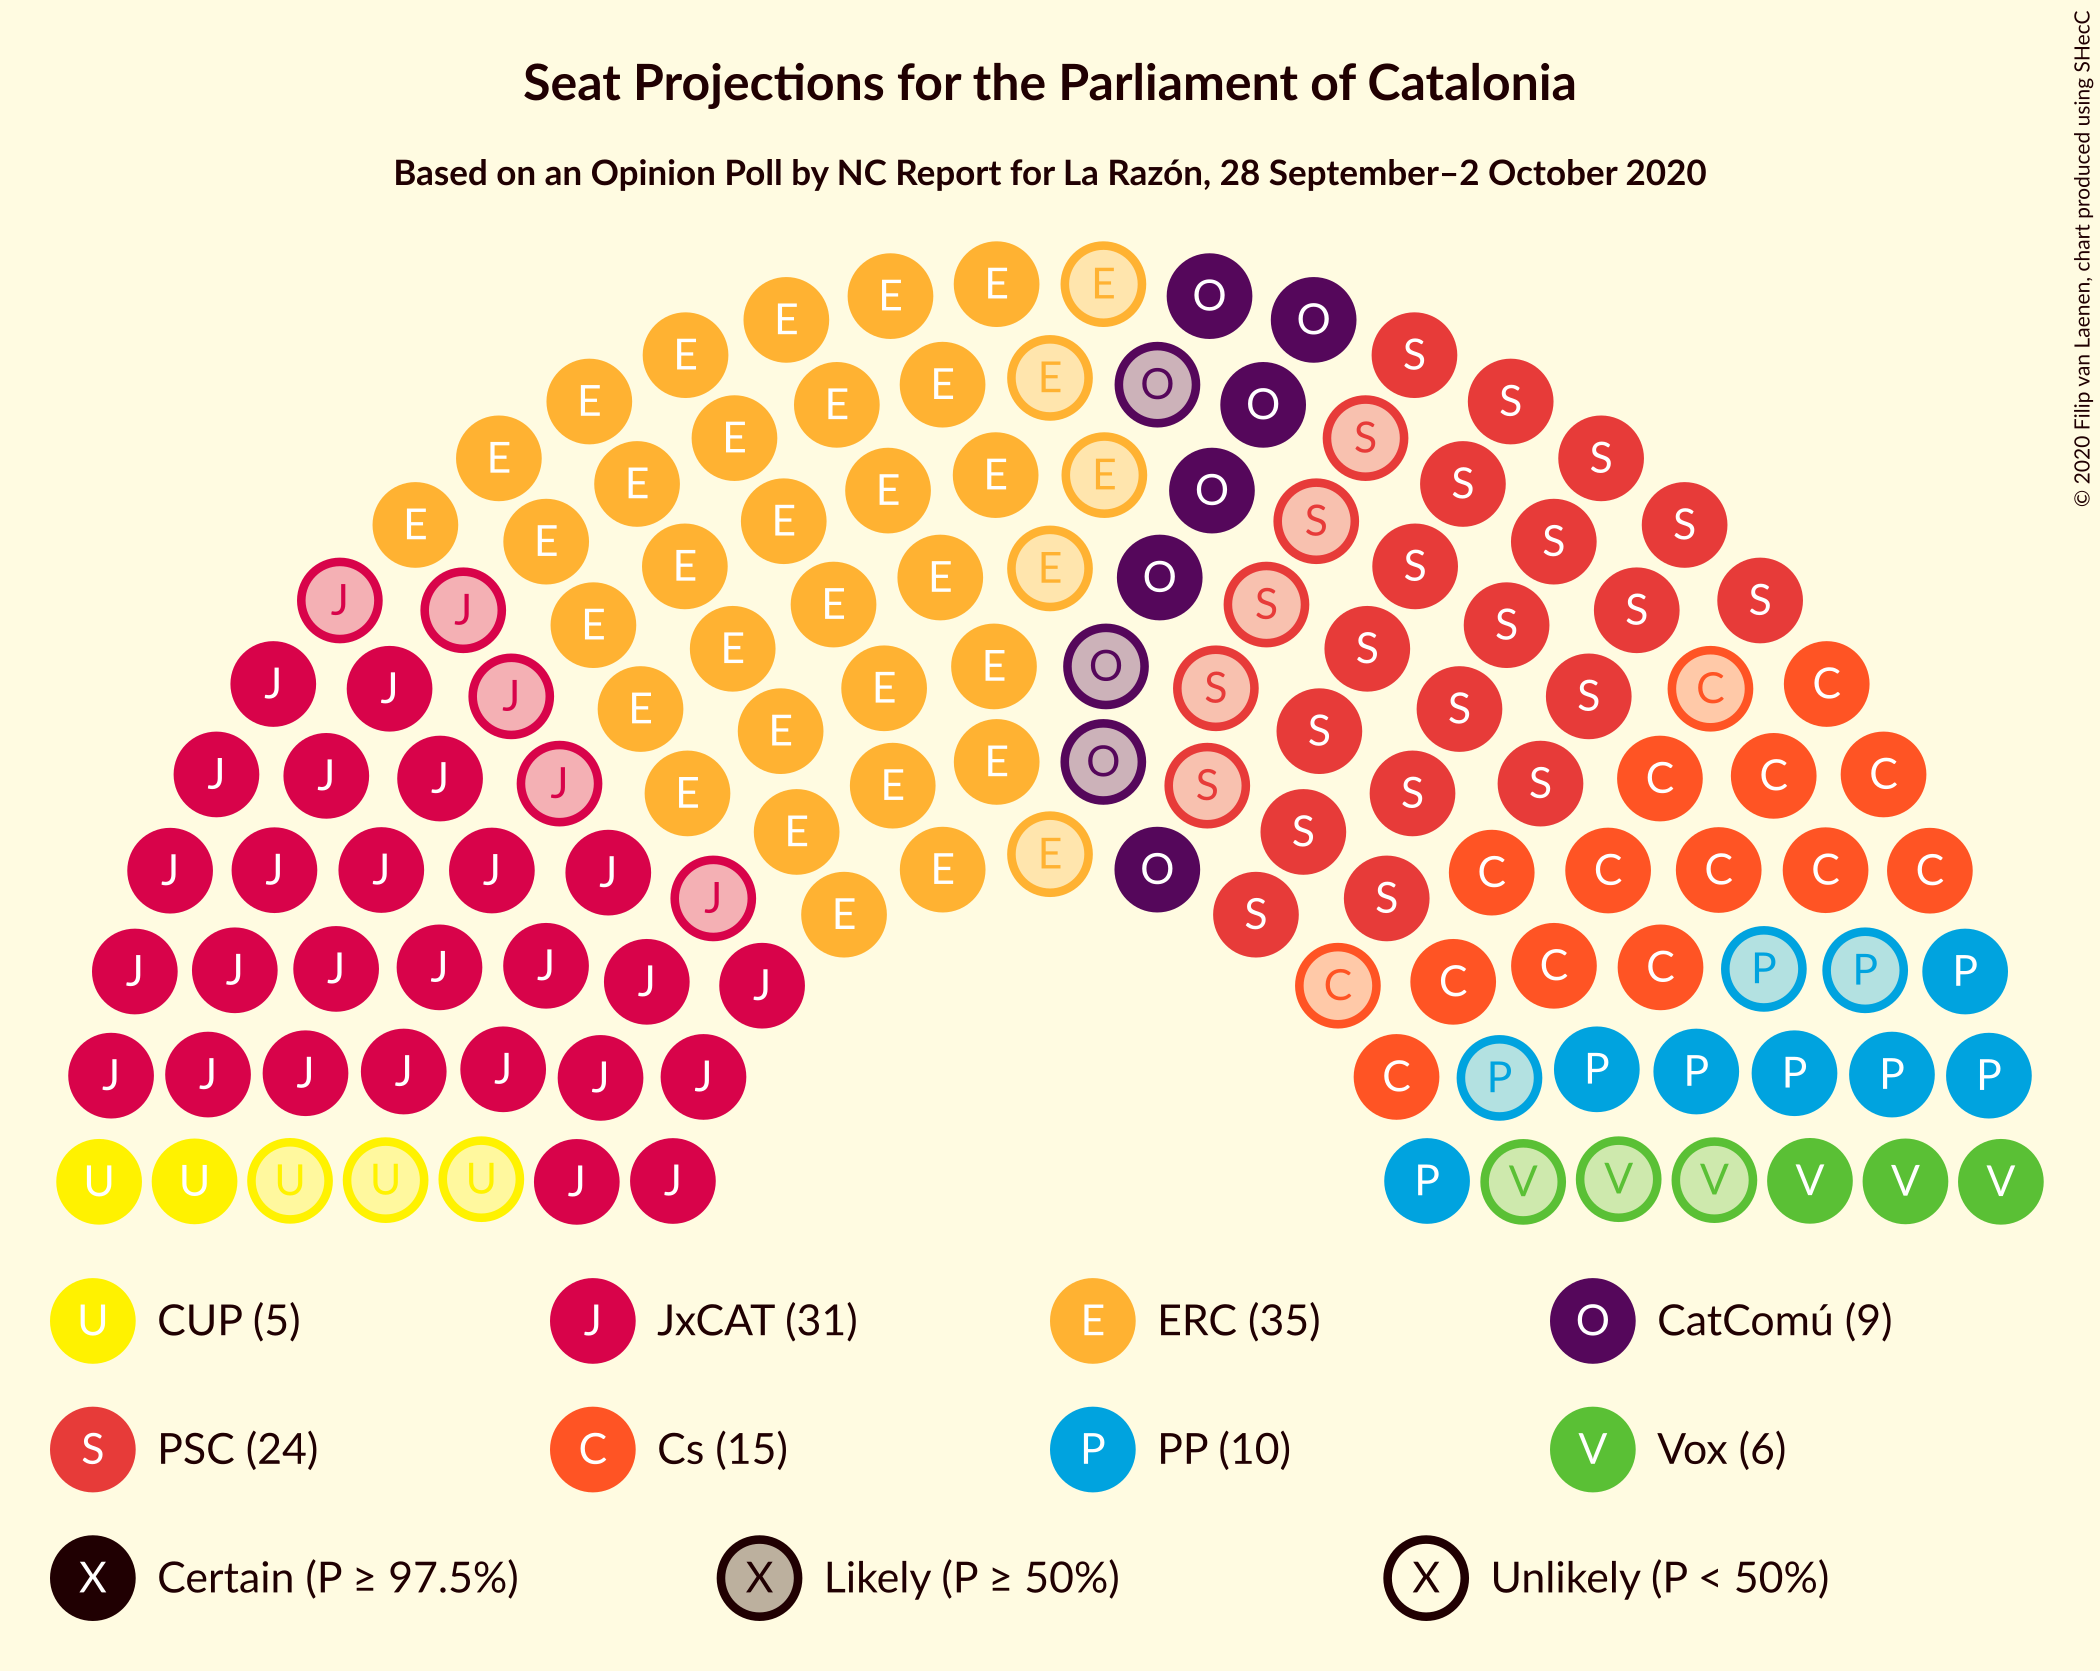 Seat Projections for the Parliament of Catalonia
Based on an Opinion Poll by NC Report for La Razón, 28 September–2 October 2020
© 2020 Filip van Laenen, chart produced using SHecC
E E O O
E E S
E E O O S
E E S S
E E E O S S
E E E O S S S
E E E S S
E E E O S S S
J J E E O S S
E E S S
J J J E E E O S S S C C
E E S S
J J J J E E E O S S S C C C
E S
J J J J J E E O S C C C C C
J E S S
J J J J J J J C C C C P P P
J J J J J J J C P P P P P P
U U U U U J J P V V V V V V
U CUP (5) J JxCAT (31) E ERC (35) O CatComú (9)
S PSC (24) C Cs (15) P PP (10) V Vox (6)
X Certain (P ≥ 97.5%) X Likely (P ≥ 50%) X Unlikely (P < 50%)